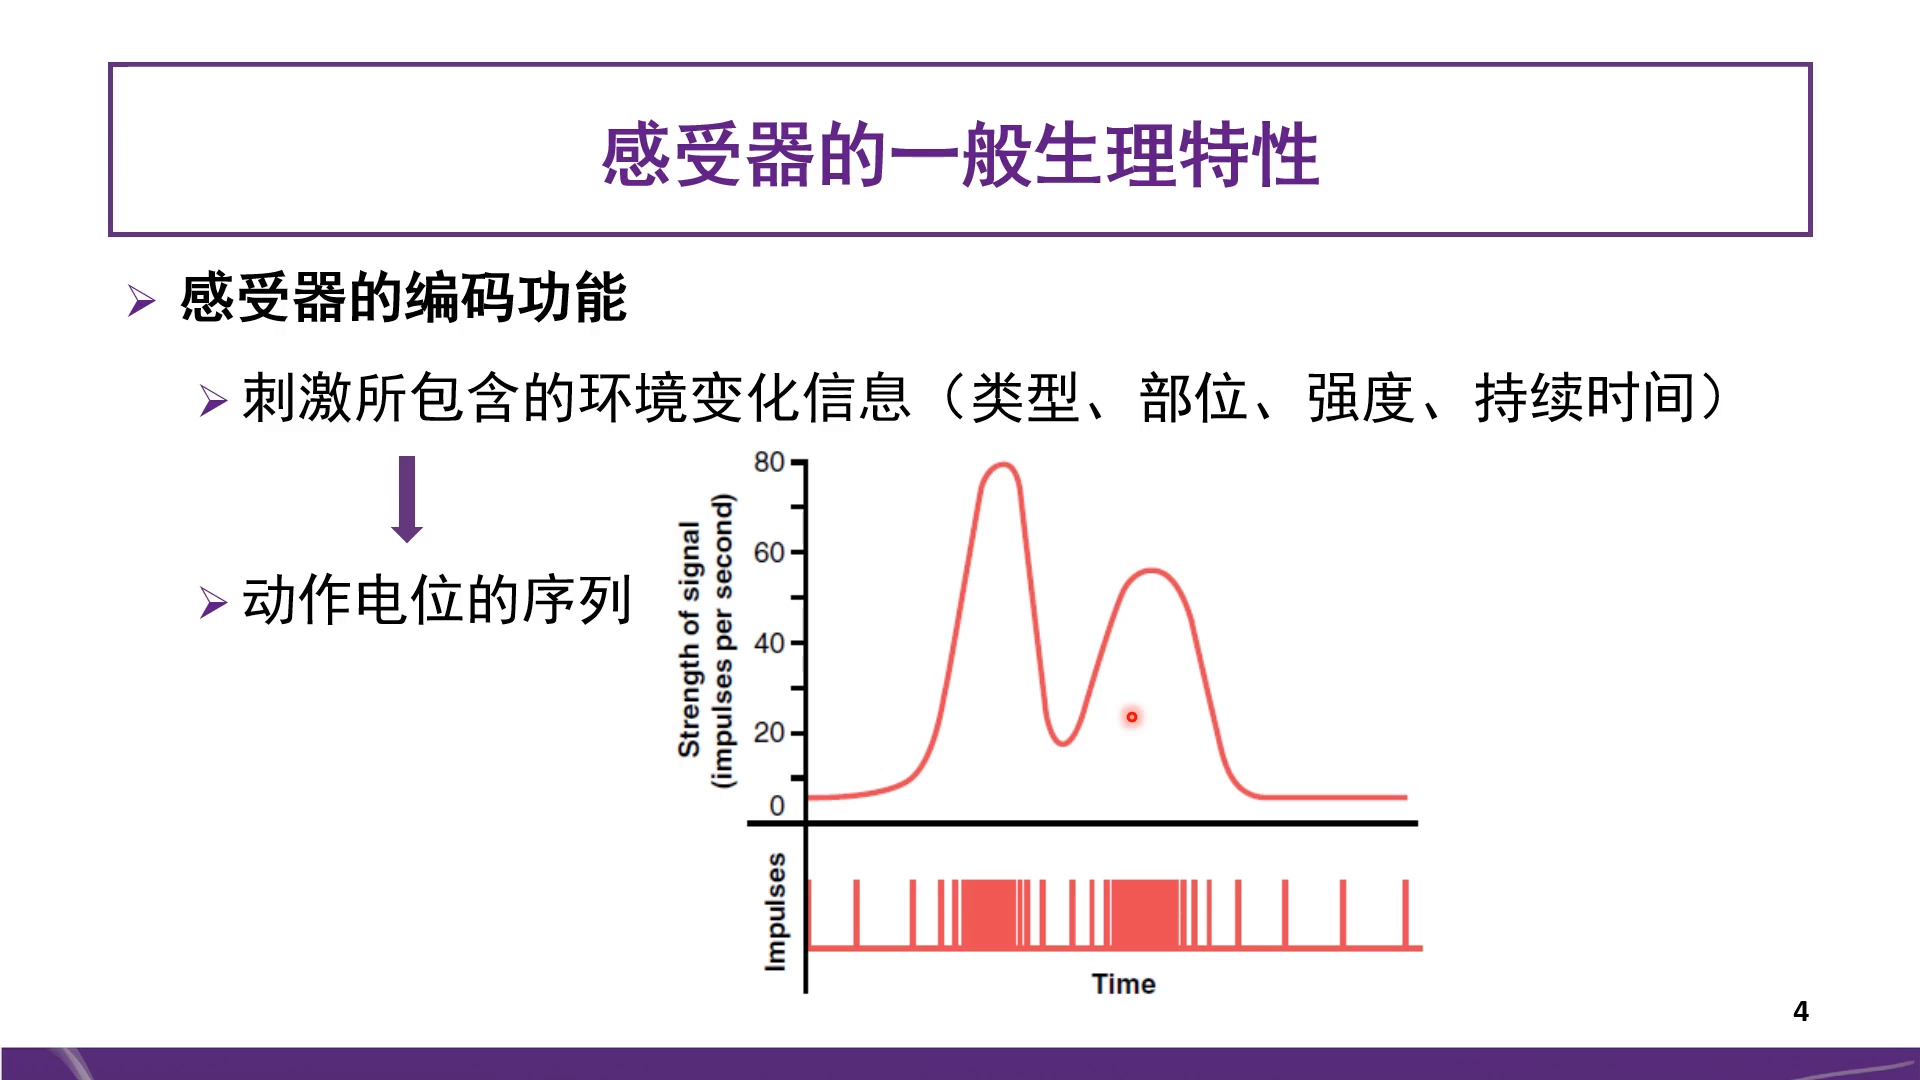 感受器的一般生理特性
感受器的编码功能
刺激所包含的环境变化信息（类型、部位、强度、持续时间）
动作电位的序列
Strength of signal
(impulses per second)
80
60
40
20
0
Impulses
Time
4